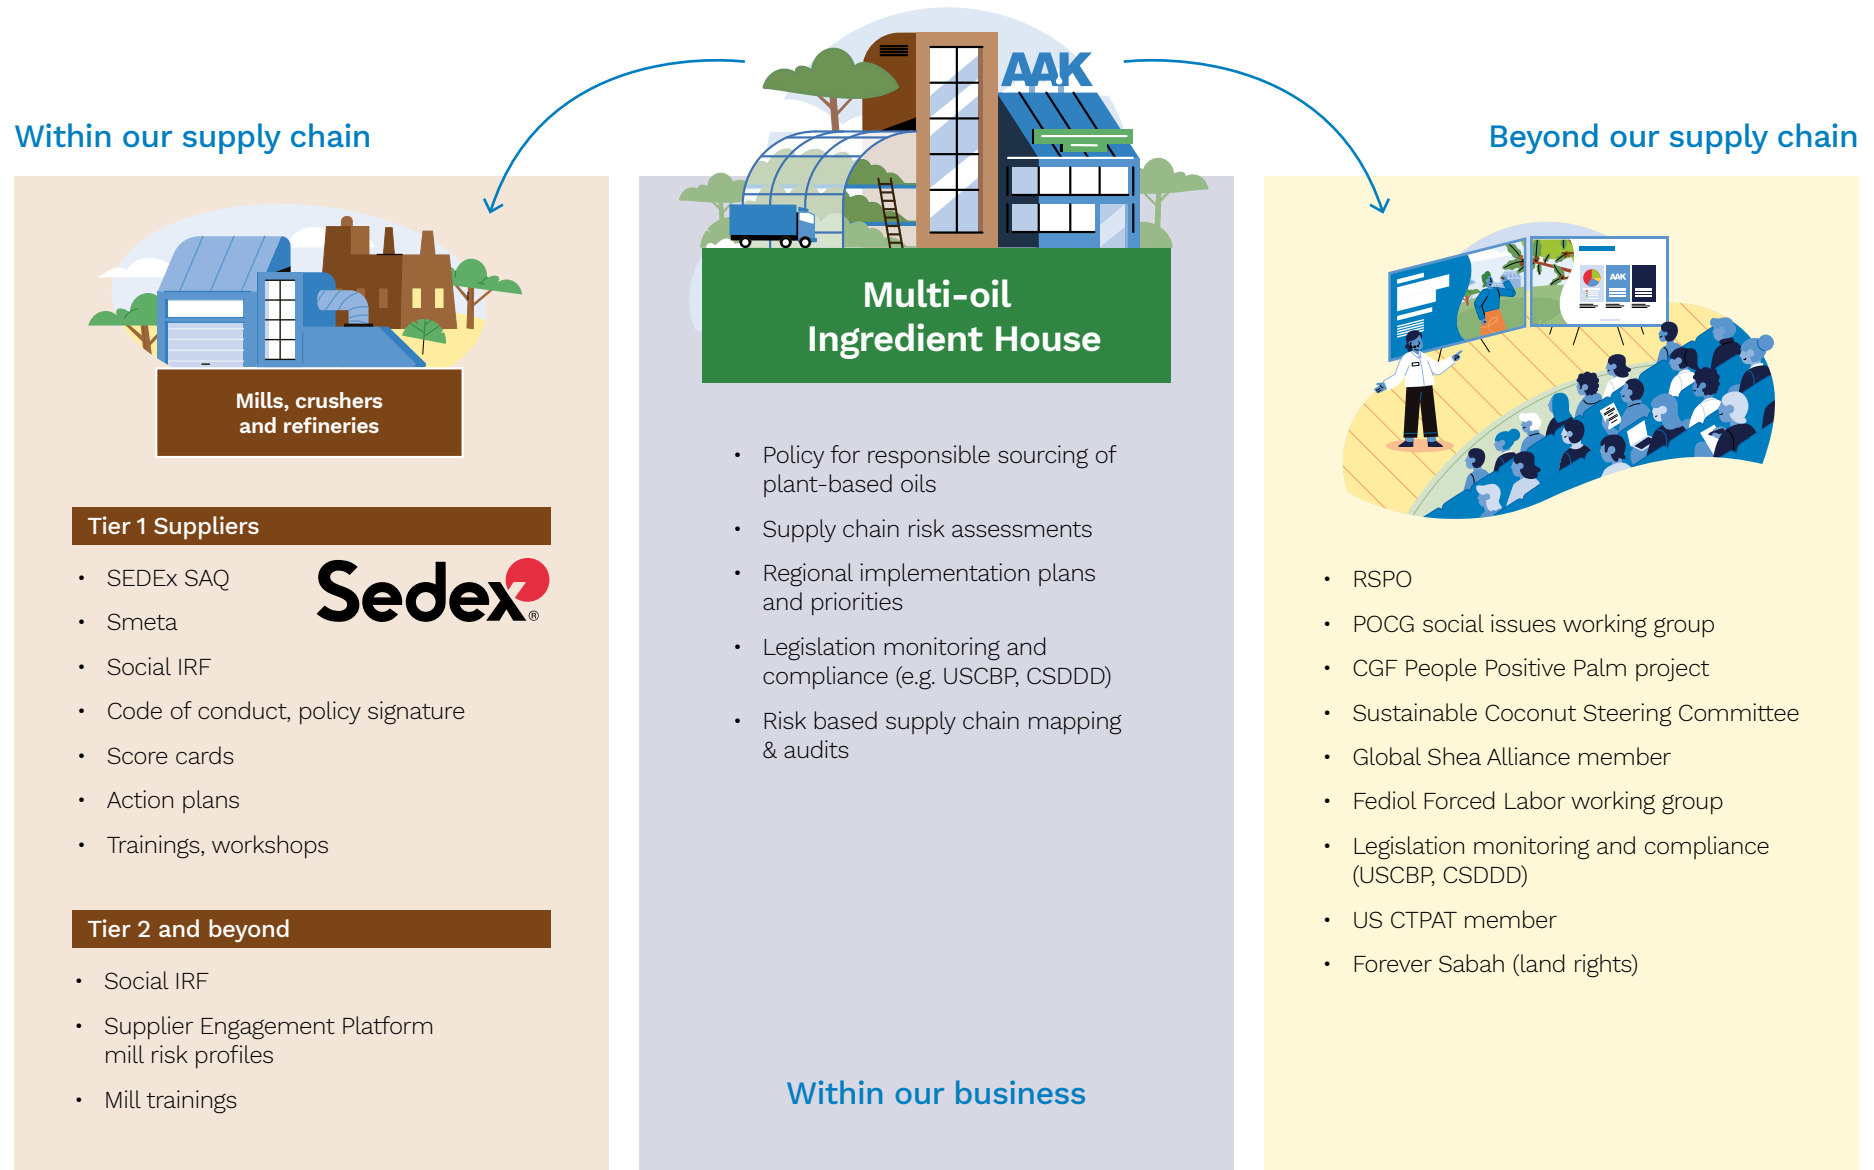 AAK
Within our supply chain
Beyond our supply chain
AAK
Multi-oil
Ingredient House
Mills, crushers
and refineries
Tier 1 Suppliers
• SEDEx SAQ
• Smeta
• Social IRF
• Code of conduct, policy signature
• Score cards
• Action plans
• Trainings, workshops
Sedex®
Tier 2 and beyond
• Social IRF
• Supplier Engagement Platform
mill risk profiles
• Mill trainings
• Policy for responsible sourcing of
plant-based oils
• Supply chain risk assessments
• Regional implementation plans
and priorities
• Legislation monitoring and
compliance (e.g. USCBP, CSDDD)
• Risk based supply chain mapping
& audits
Within our business
• RSPO
• POCG social issues working group
• CGF People Positive Palm project
• Sustainable Coconut Steering Committee
• Global Shea Alliance member
• Fediol Forced Labor working group
• Legislation monitoring and compliance
(USCBP, CSDDD)
• US CTPAT member
• Forever Sabah (land rights)